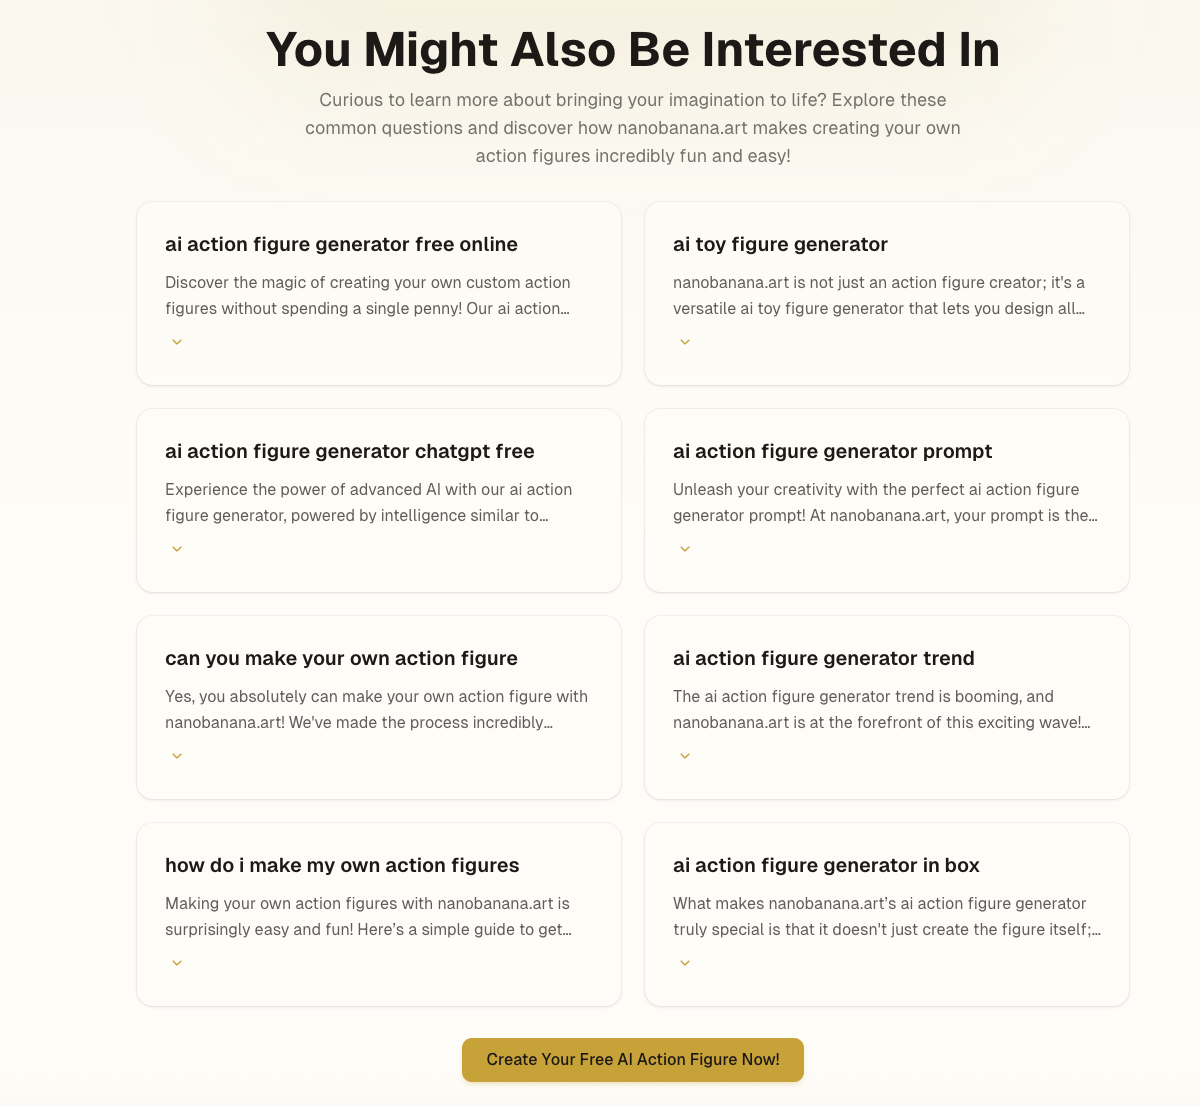 You Might Also Be Interested In
Curious to learn more about bringing your imagination to life? Explore these
common questions and discover how nanobanana.art makes creating your own
action figures incredibly fun and easy!
ai action figure generator free online
Discover the magic of creating your own custom action
figures without spending a single penny! Our ai action…
ai toy figure generator
nanobanana.art is not just an action figure creator; it's a
versatile ai toy figure generator that lets you design all…
ai action figure generator chatgpt free
Experience the power of advanced AI with our ai action
figure generator, powered by intelligence similar to…
ai action figure generator prompt
Unleash your creativity with the perfect ai action figure
generator prompt! At nanobanana.art, your prompt is the…
can you make your own action figure
Yes, you absolutely can make your own action figure with
nanobanana.art! We've made the process incredibly…
ai action figure generator trend
The ai action figure generator trend is booming, and
nanobanana.art is at the forefront of this exciting wave!…
how do i make my own action figures
Making your own action figures with nanobanana.art is
surprisingly easy and fun! Here’s a simple guide to get…
ai action figure generator in box
What makes nanobanana.art’s ai action figure generator
truly special is that it doesn't just create the figure itself;…
Create Your Free AI Action Figure Now!